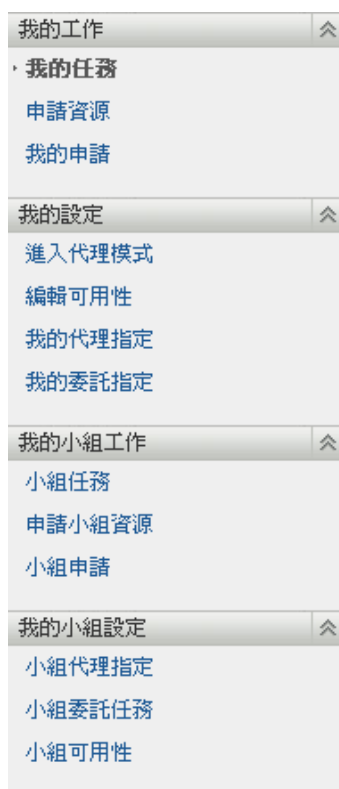 我的工作
我的任務
申請資源
我的申請
我的設定
進入代理模式
編輯可用性
我的代理指定
我的委託指定
我的小組工作
小組任務
申請小組資源
小組申請
我的小組設定
小組代理指定
小組委託任務
小組可用性